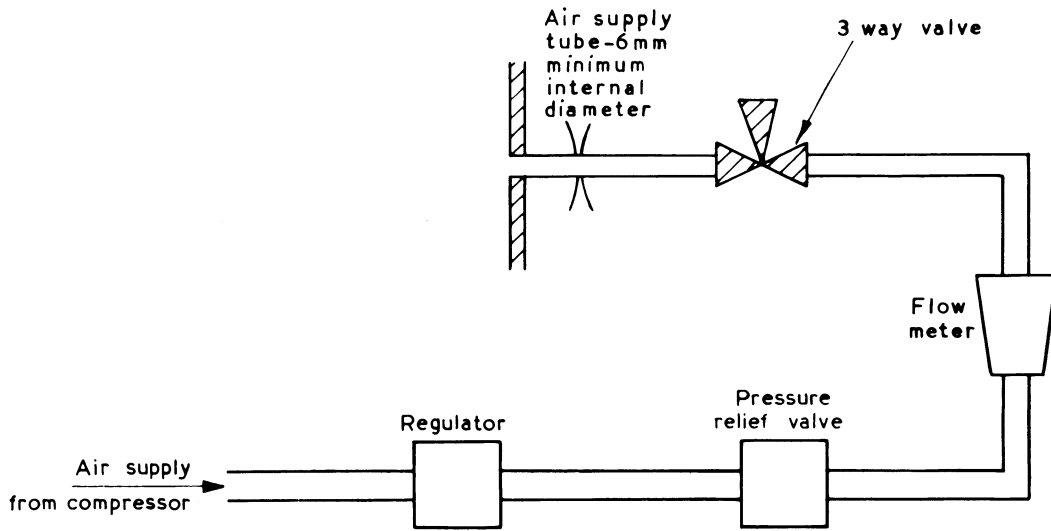 Air supply
tube-6mm
minimum
internal
diameter
3 way valve
Flow
meter
Pressure
relief valve
Regulator
Air supply
from compressor